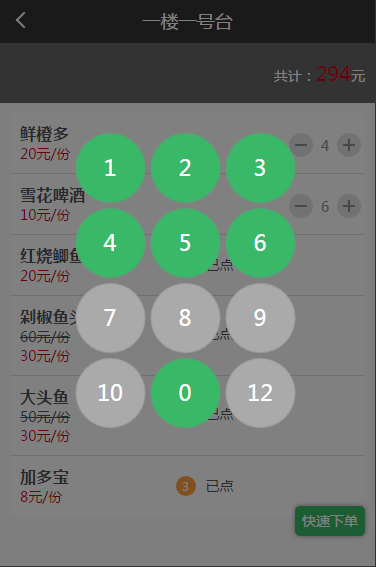 一楼一号台
共计：294元
鲜橙多
20元/份
4
雪花啤酒
10元/份
6
红烧鲫鱼
20元/份
已点
剁椒鱼头
60元/份
30元/份
已点
大头鱼
50元/份
30元/份
已点
加多宝
8元/份
3 已点
快速下单
1 2 3
4 5 6
7 8 9
10 0 12